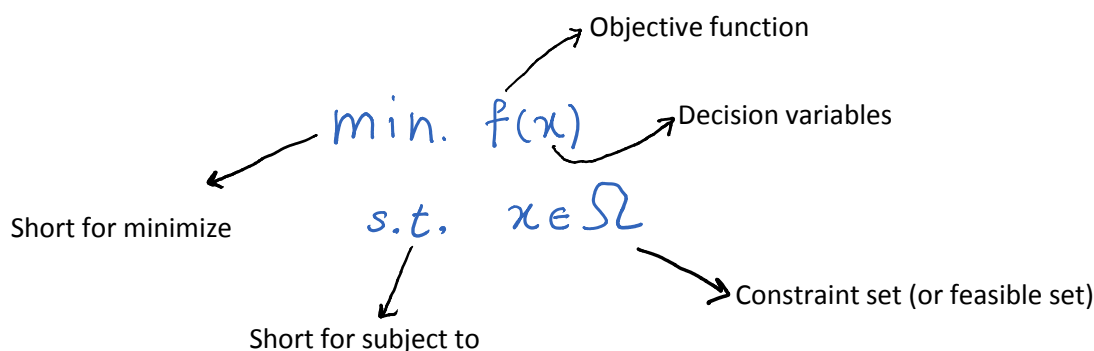 Objective function
min. f(x)
Decision variables
Short for minimize
s.t. x ∈ Ω
Constraint set (or feasible set)
Short for subject to